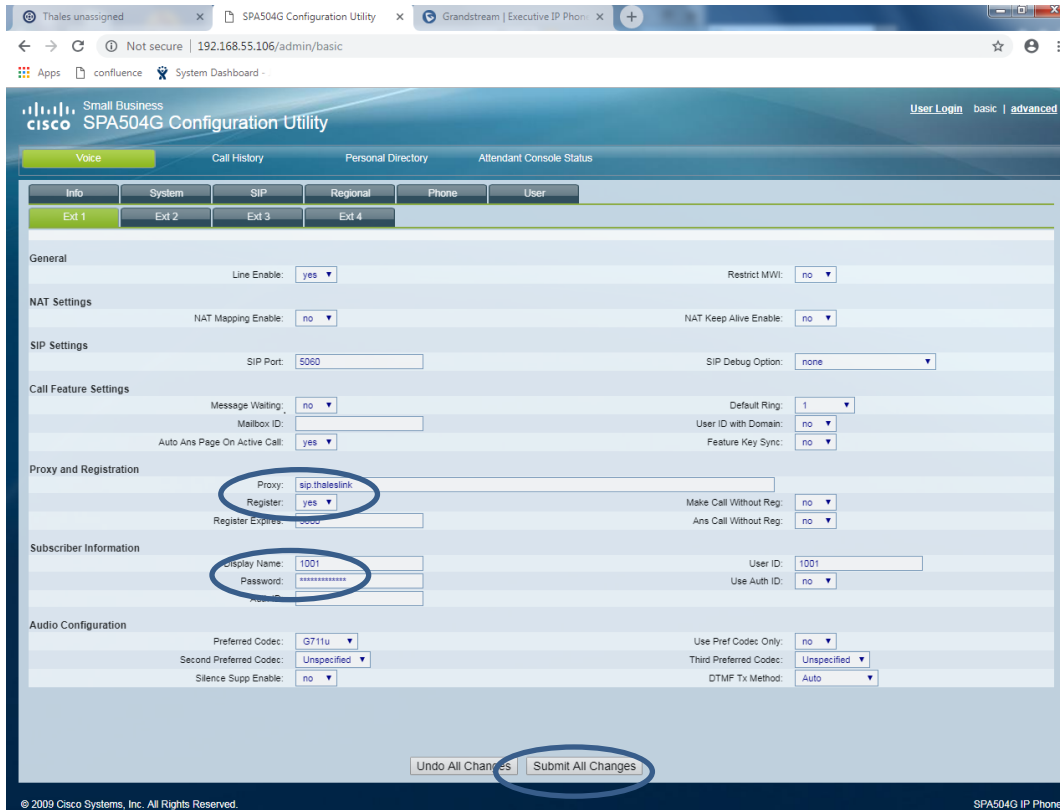 Thales unassigned × SPA504G Configuration Utility × Grandstream | Executive IP Phon × +
Not secure | 192.168.55.106/admin/basic
Apps confluence System Dashboard -
Small Business
CISCO SPA504G Configuration Utility
User Login basic | advanced
Voice Call History Personal Directory Attendant Console Status
Info System SIP Regional Phone User
Ext 1 Ext 2 Ext 3 Ext 4
General
Line Enable: yes Restrict MWI: no
NAT Settings
NAT Mapping Enable: no NAT Keep Alive Enable: no
SIP Settings
SIP Port: 5060 SIP Debug Option: none
Call Feature Settings
Message Waiting: no Default Ring: 1
Mailbox ID: User ID with Domain: no
Auto Ans Page On Active Call: yes Feature Key Sync: no
Proxy and Registration
Proxy: sip.thaleslink
Register: yes Make Call Without Reg: no
Register Expires: Ans Call Without Reg: no
Subscriber Information
Display Name: 1001 User ID: 1001
Password: ************* Use Auth ID: no
Audio Configuration
Preferred Codec: G711u Use Pref Codec Only: no
Second Preferred Codec: Unspecified Third Preferred Codec: Unspecified
Silence Supp Enable: no DTMF Tx Method: Auto
Undo All Changes Submit All Changes
© 2009 Cisco Systems, Inc. All Rights Reserved. SPA504G IP Phone